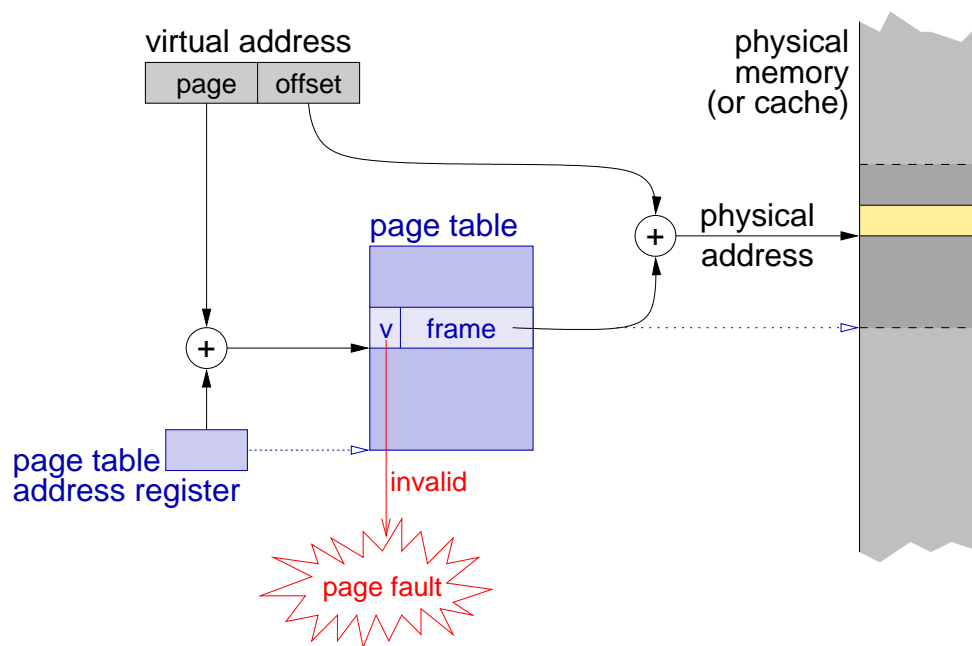 virtual address
page offset
physical
memory
(or cache)
+
physical
address
page table
v frame
+
page table
address register
invalid
page fault